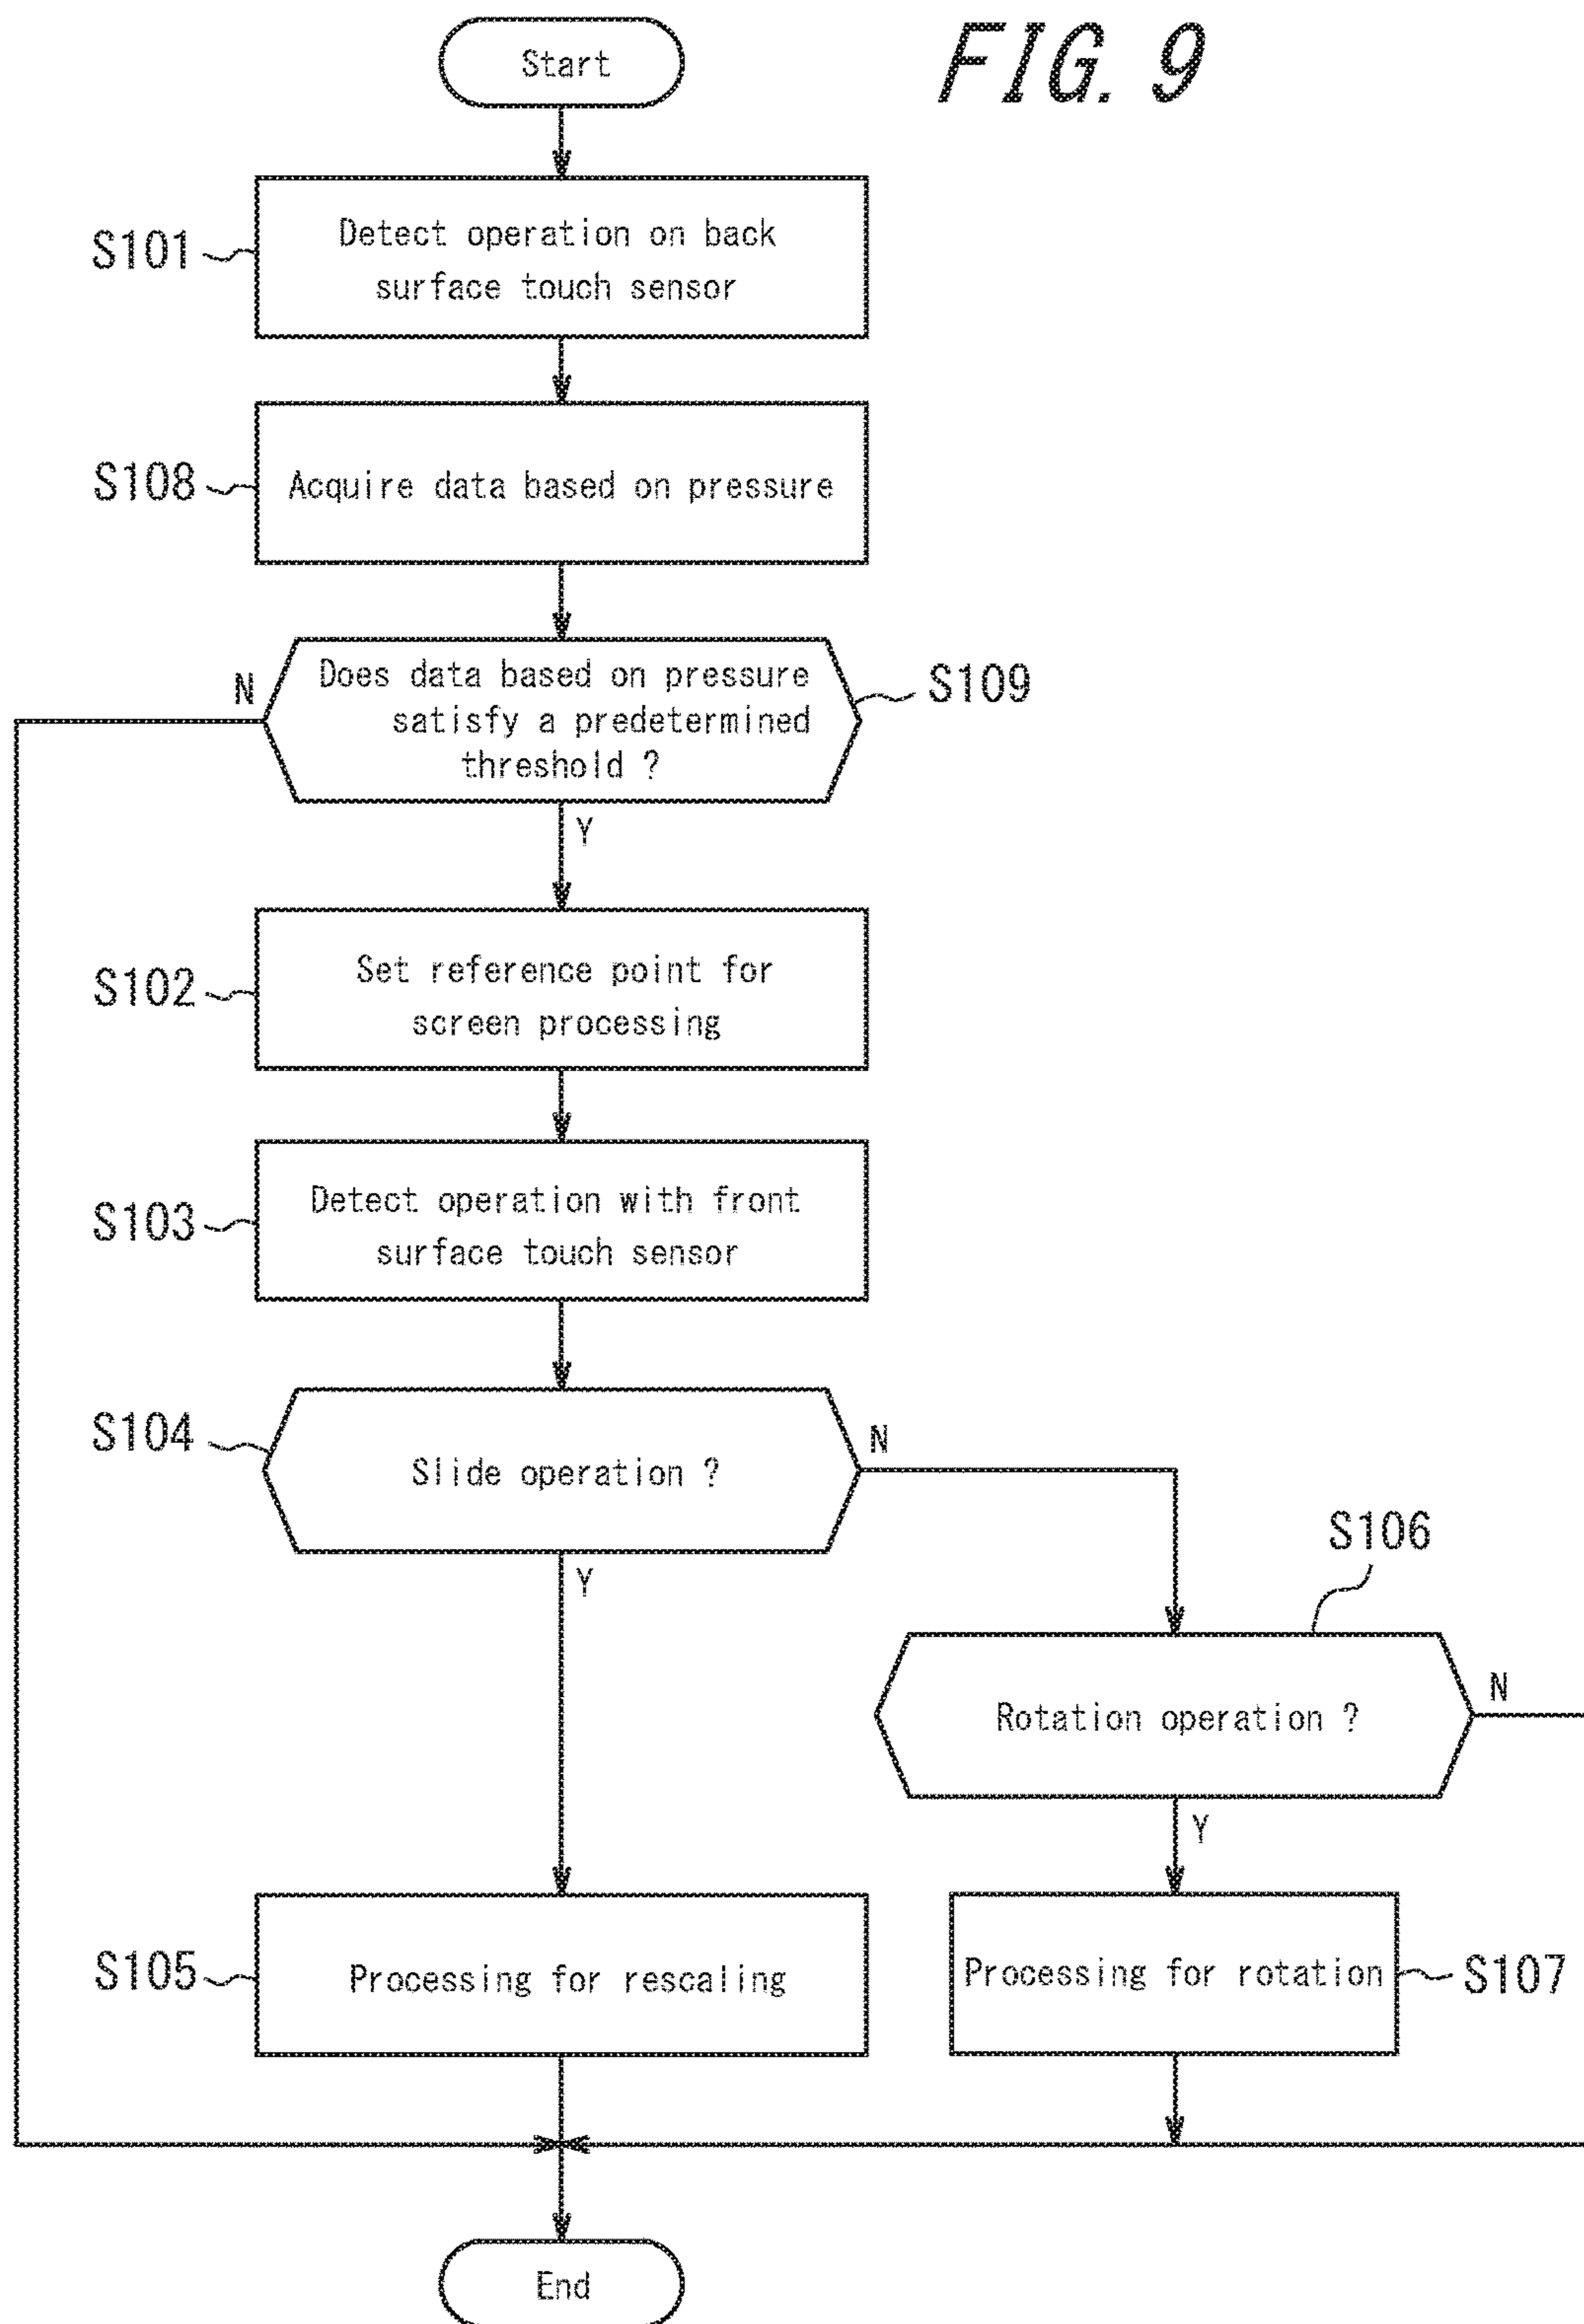 FIG. 9
Start
S101
Detect operation on back
surface touch sensor
S108
Acquire data based on pressure
N
Does data based on pressure
satisfy a predetermined
threshold ?
S109
Y
S102
Set reference point for
screen processing
S103
Detect operation with front
surface touch sensor
S104
Slide operation ?
N
Y
S106
Rotation operation ?
N
Y
S105
Processing for rescaling
Processing for rotation
S107
End